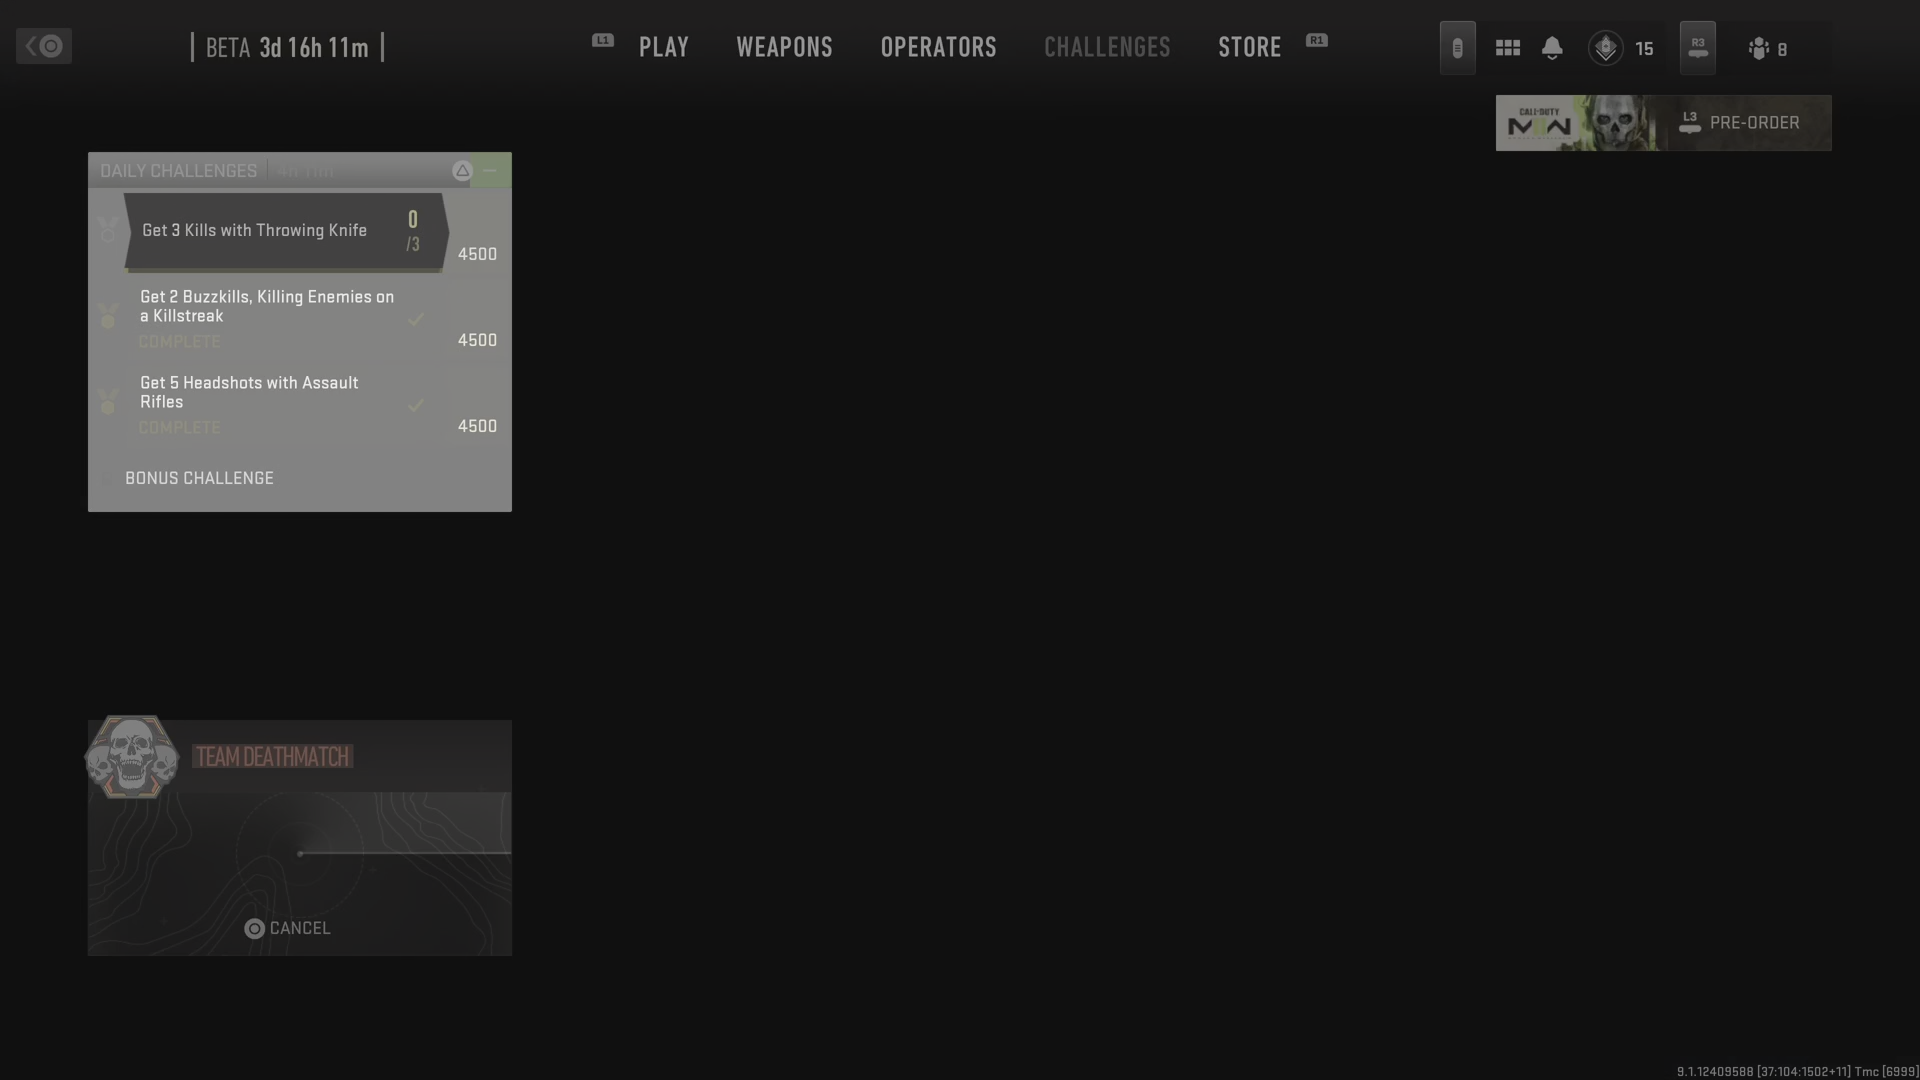 BETA 3d 16h 11m
L1
PLAY
WEAPONS
OPERATORS
CHALLENGES
STORE
R1
15
R3
8
CALL DUTY
MW
L3
PRE-ORDER
DAILY CHALLENGES
Get 3 Kills with Throwing Knife
0
/3
4500
Get 2 Buzzkills, Killing Enemies on
a Killstreak
COMPLETE
4500
Get 5 Headshots with Assault
Rifles
COMPLETE
4500
BONUS CHALLENGE
TEAM DEATHMATCH
CANCEL
9.1.12409588 [37:104:1502+11] Tmc [6999]